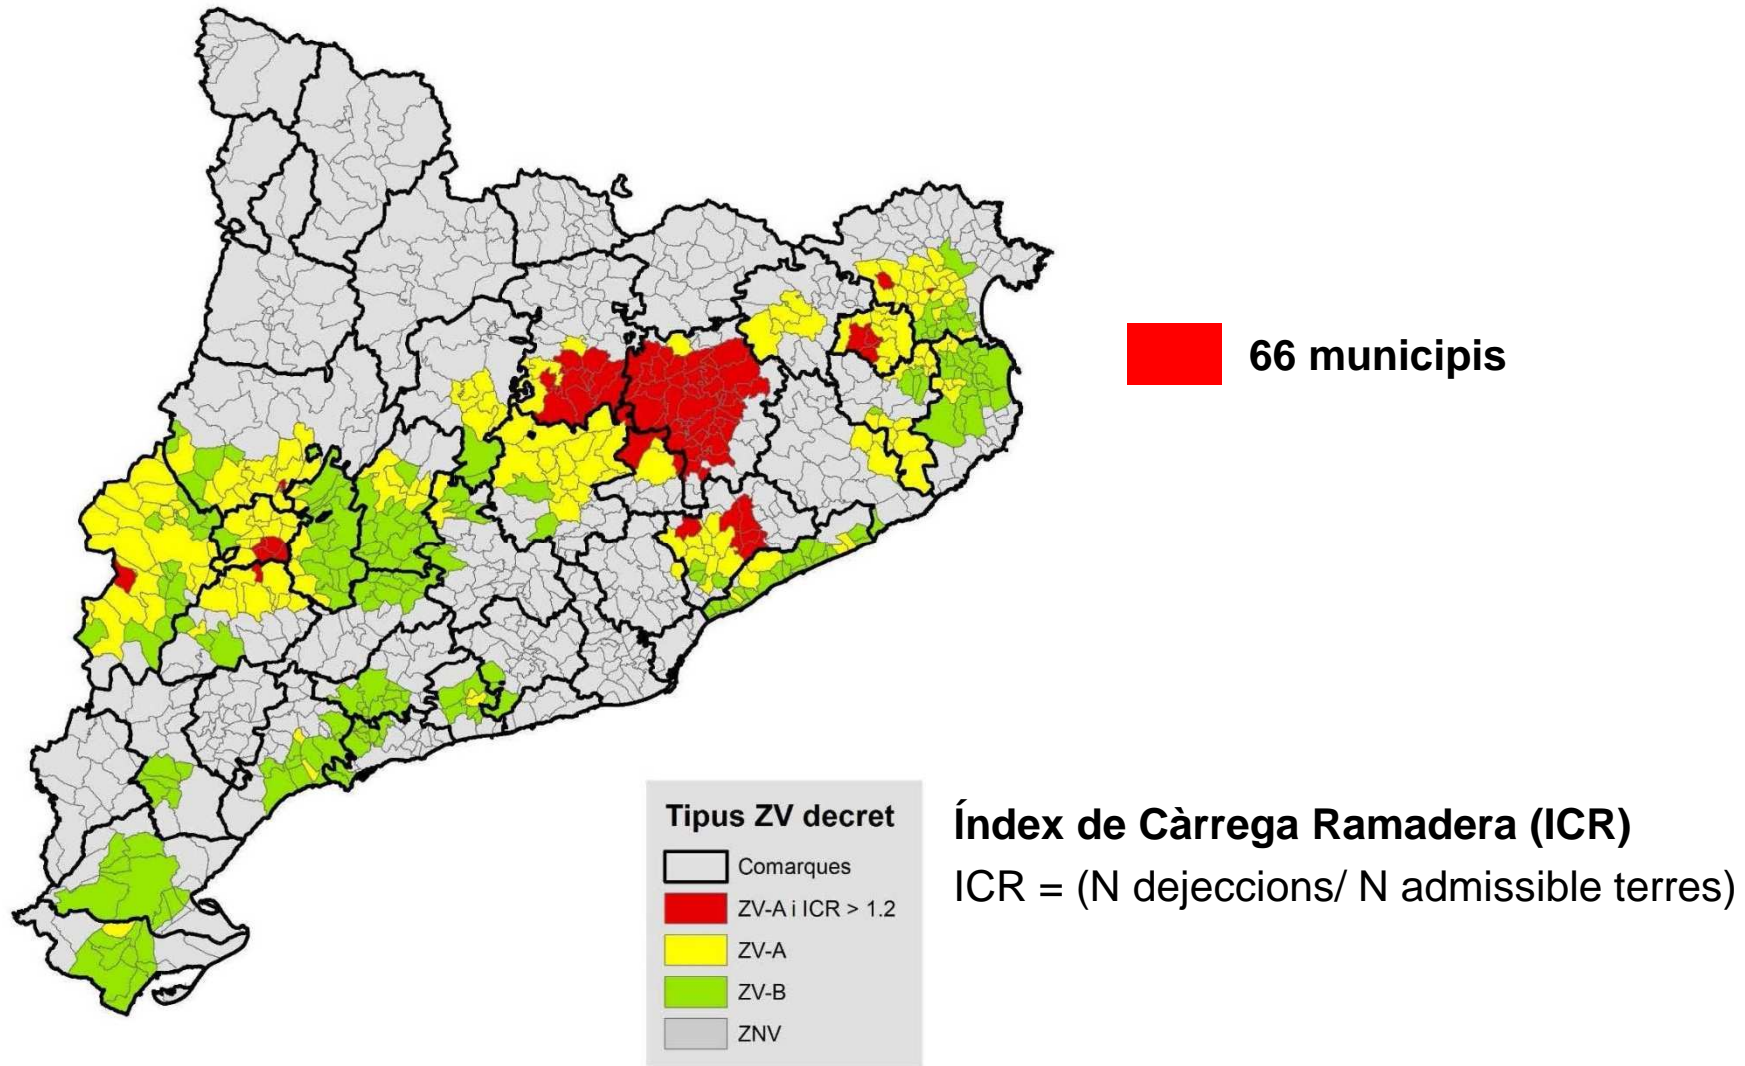 66 municipis
Tipus ZV decret
Comarques
ZV-A i ICR > 1.2
ZV-A
ZV-B
ZNV
Índex de Càrrega Ramadera (ICR)
ICR = (N dejeccions/ N admissible terres)